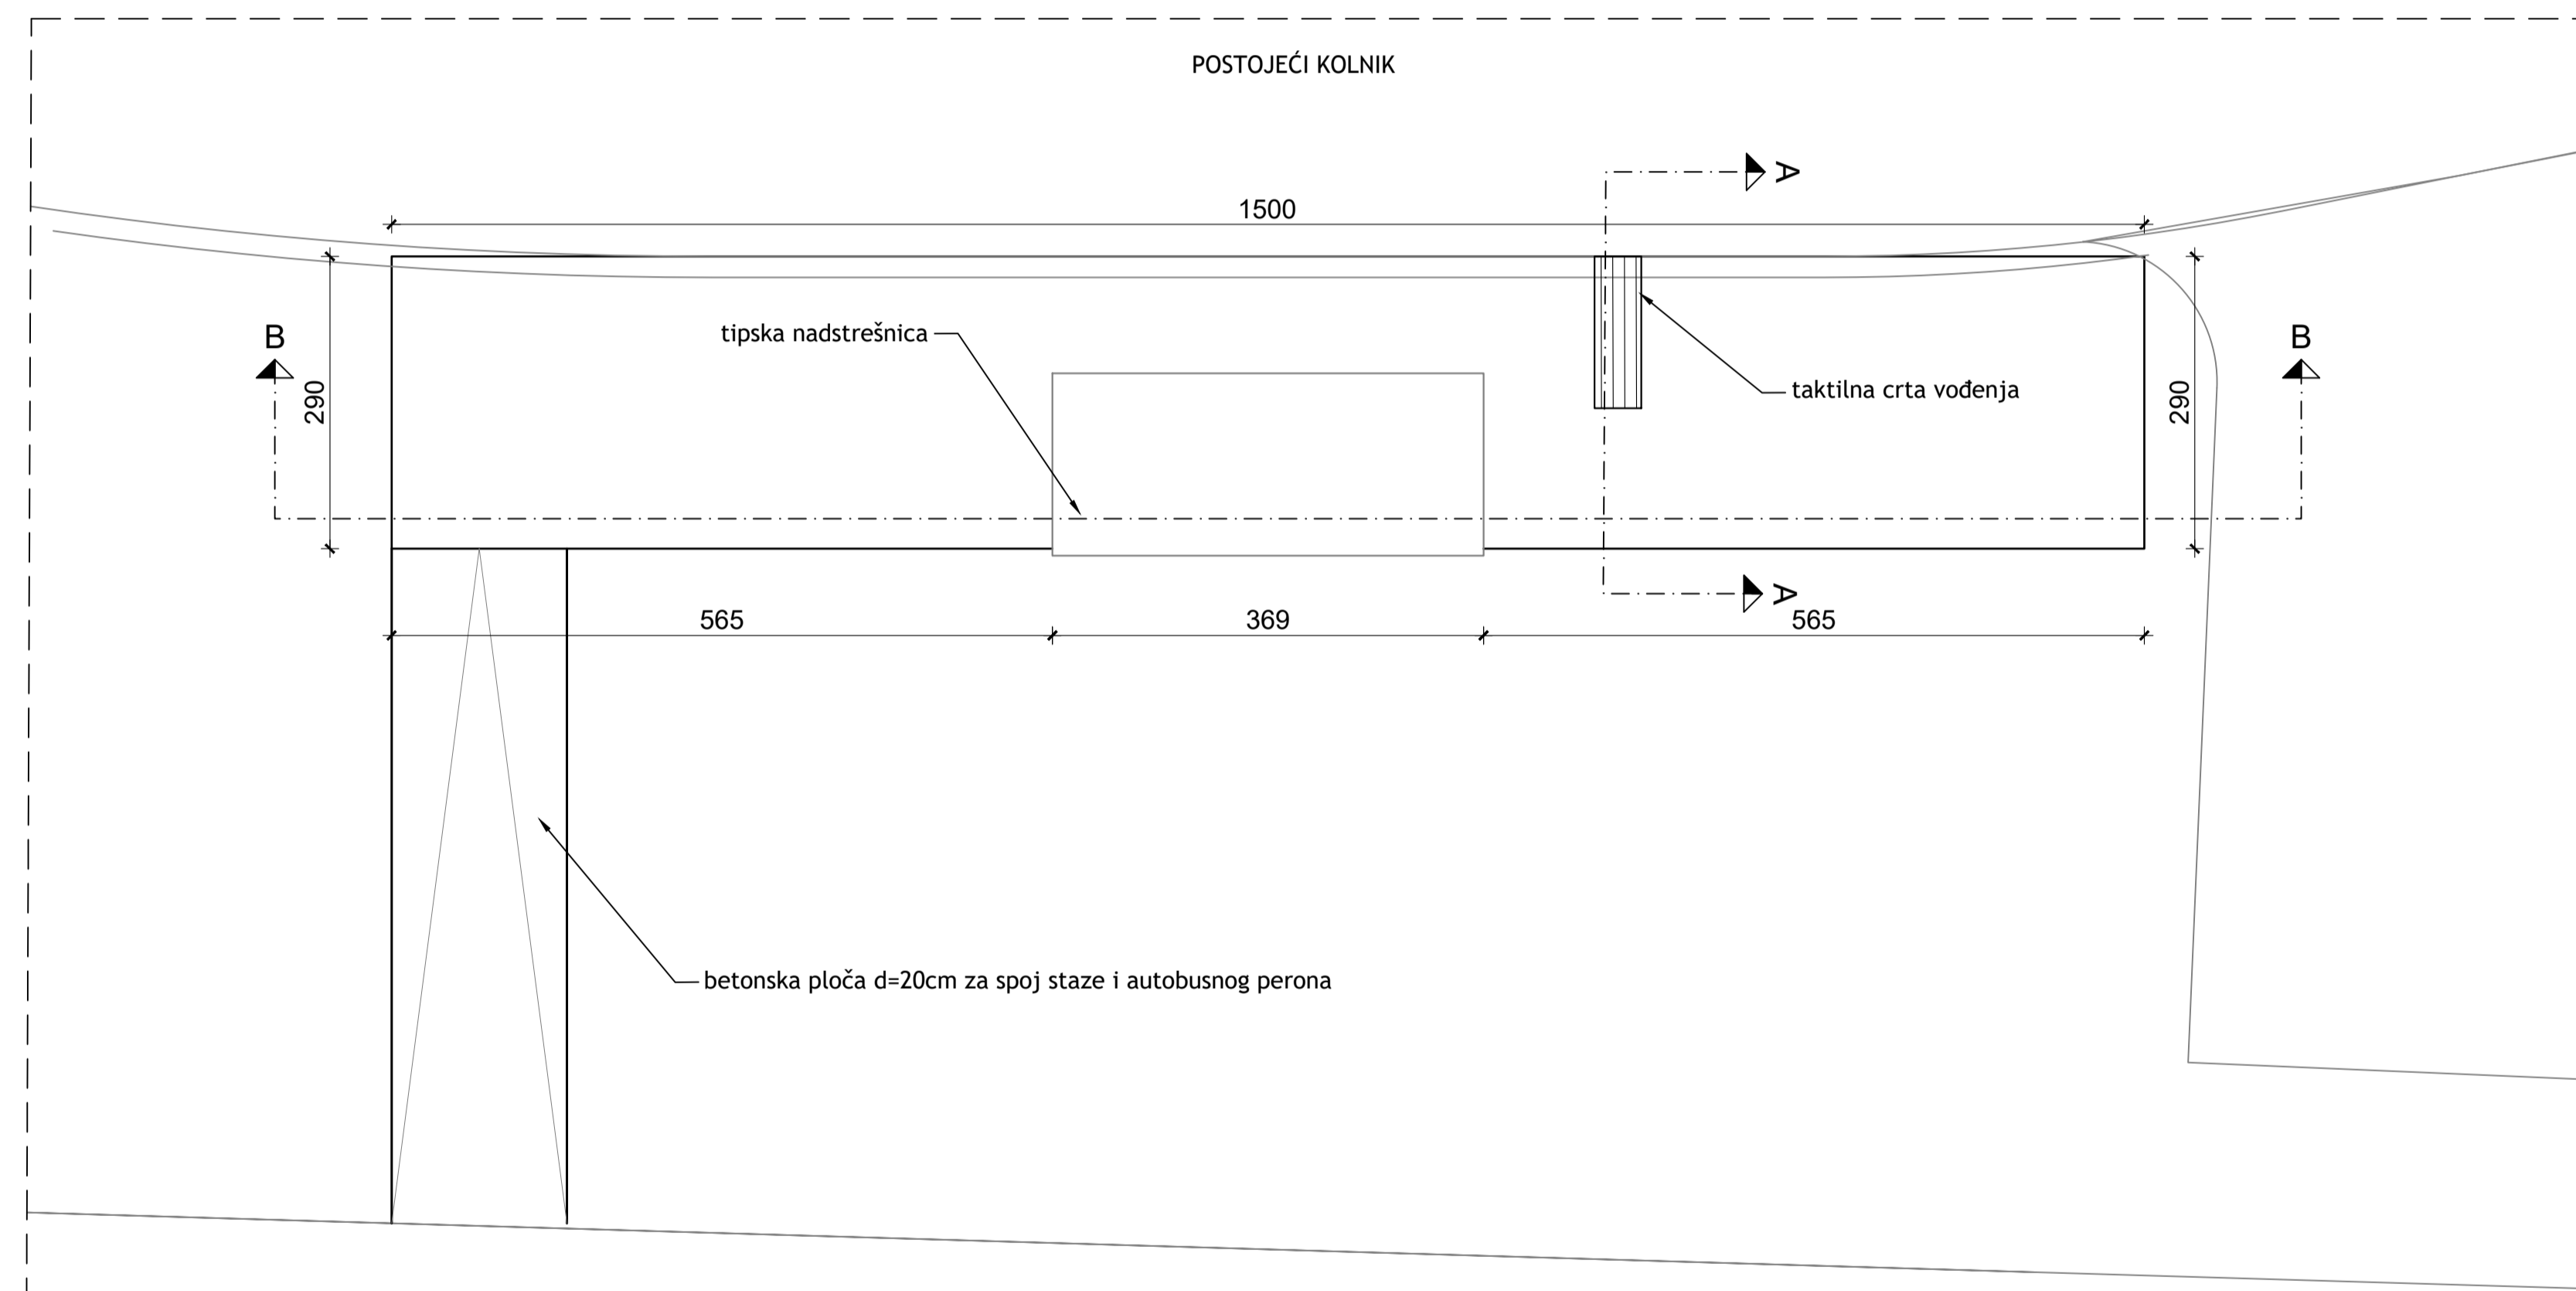 POSTOJEĆI KOLNIK
A
1500
B
tipska nadstrešnica
B
290
taktilna crta vođenja
290
A
565
369
565
betonska ploča d=20cm za spoj staze i autobusnog perona